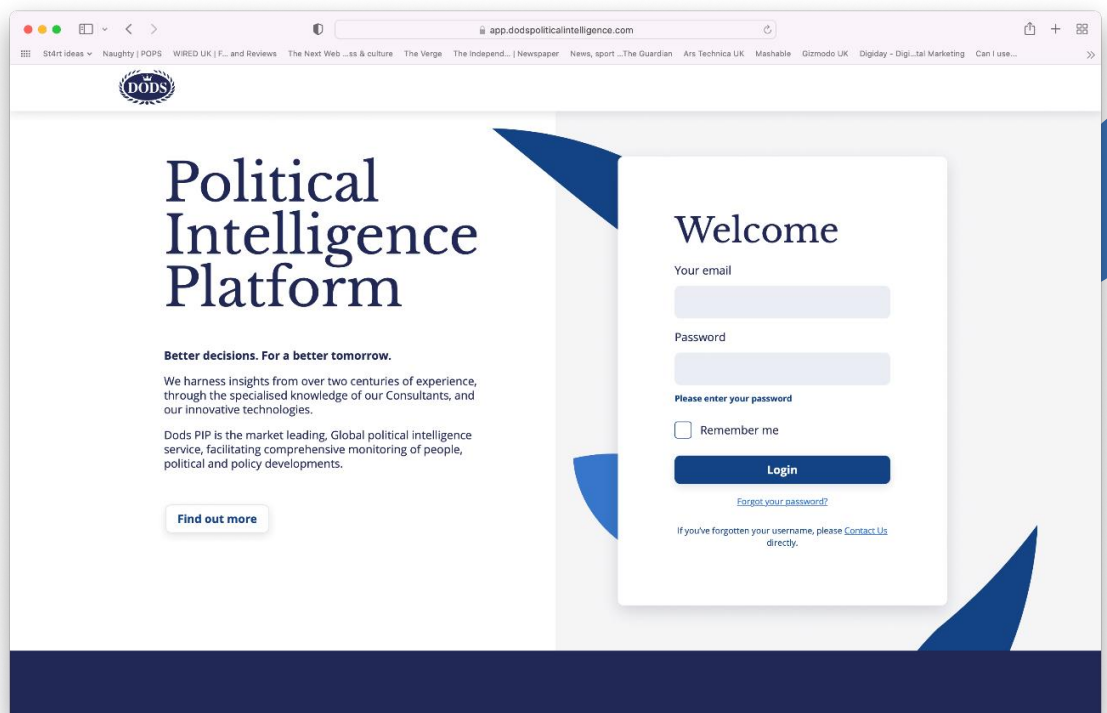 app.dodspoliticalintelligence.com
St4rt ideas Naughty | POPS WIRED UK | F... and Reviews The Next Web ...ss & culture The Verge The Independ... | Newspaper News, sport ...The Guardian Ars Technica UK Mashable Gizmodo UK Digiday - Digi...tal Marketing Can I use...
DODS
Political
Intelligence
Platform
Better decisions. For a better tomorrow.
We harness insights from over two centuries of experience,
through the specialised knowledge of our Consultants, and
our innovative technologies.
Dods PIP is the market leading, Global political intelligence
service, facilitating comprehensive monitoring of people,
political and policy developments.
Find out more
Welcome
Your email
Password
Please enter your password
Remember me
Login
Forgot your password?
If you've forgotten your username, please Contact Us
directly.